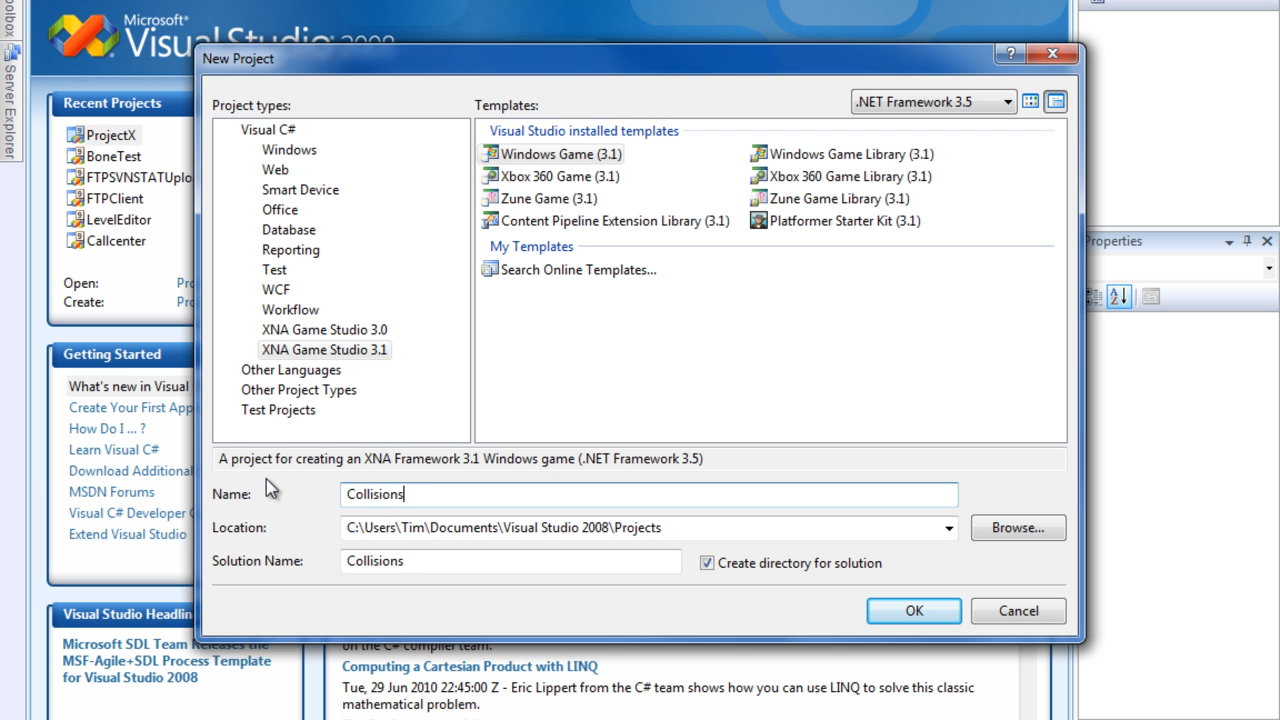 Microsoft®
Visual Studio 2008
Toolbox
Server Explorer
Recent Projects
ProjectX
BoneTest
FTPSVNSTATUplo
FTPClient
LevelEditor
Callcenter
Open:
Create:
Getting Started
What's new in Visual
Create Your First App
How Do I ... ?
Learn Visual C#
Download Additional
MSDN Forums
Visual C# Developer C
Extend Visual Studio
Visual Studio Headlin
Microsoft SDL Team Releases the
MSF-Agile+SDL Process Template
for Visual Studio 2008
New Project
Project types:
Visual C#
Windows
Web
Smart Device
Office
Database
Reporting
Test
WCF
Workflow
XNA Game Studio 3.0
XNA Game Studio 3.1
Other Languages
Other Project Types
Test Projects
Templates:
.NET Framework 3.5
Visual Studio installed templates
Windows Game (3.1)
Windows Game Library (3.1)
Xbox 360 Game (3.1)
Xbox 360 Game Library (3.1)
Zune Game (3.1)
Zune Game Library (3.1)
Content Pipeline Extension Library (3.1)
Platformer Starter Kit (3.1)
My Templates
Search Online Templates...
A project for creating an XNA Framework 3.1 Windows game (.NET Framework 3.5)
Name:
Collisions
Location:
C:\Users\Tim\Documents\Visual Studio 2008\Projects
Browse...
Solution Name:
Collisions
Create directory for solution
OK
Cancel
on the C# compiler team.
Computing a Cartesian Product with LINQ
Tue, 29 Jun 2010 22:45:00 Z - Eric Lippert from the C# team shows how you can use LINQ to solve this classic
mathematical problem.
Properties